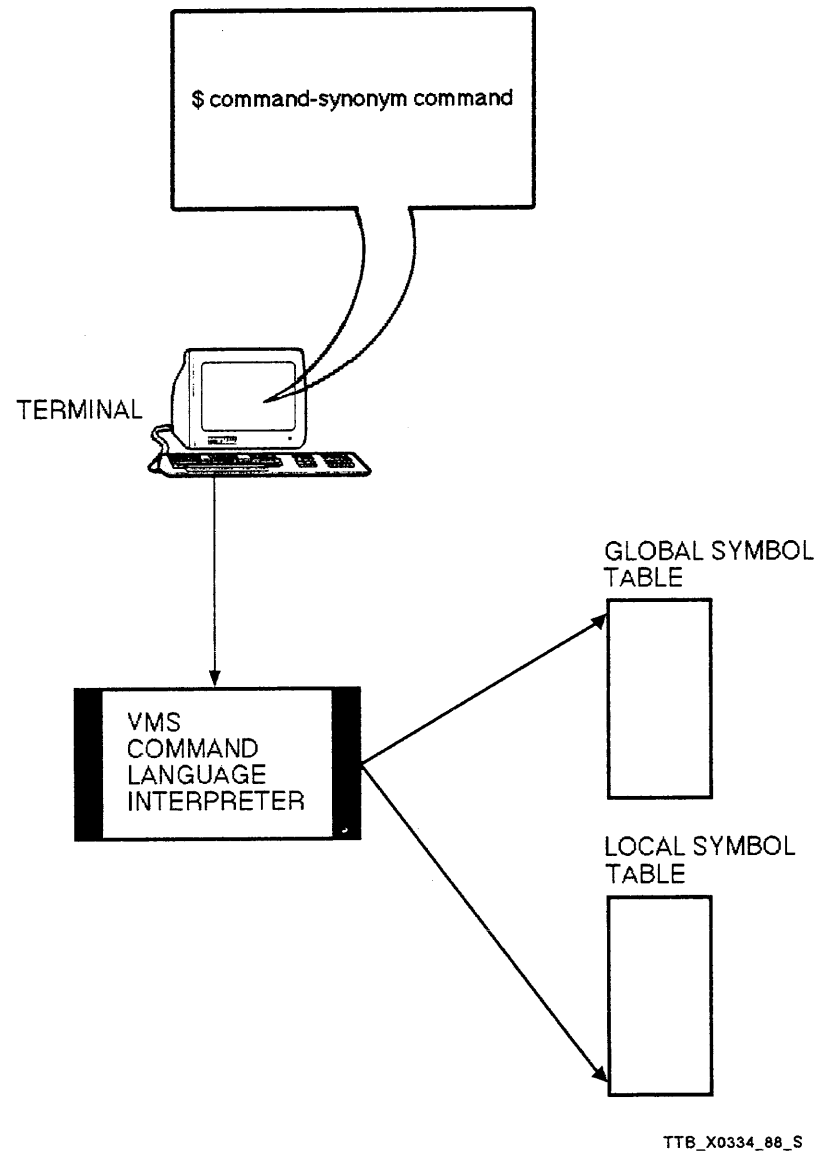 $ command-synonym command
TERMINAL
GLOBAL SYMBOL
TABLE
VMS
COMMAND
LANGUAGE
INTERPRETER
LOCAL SYMBOL
TABLE
TTB_X0334_88_S